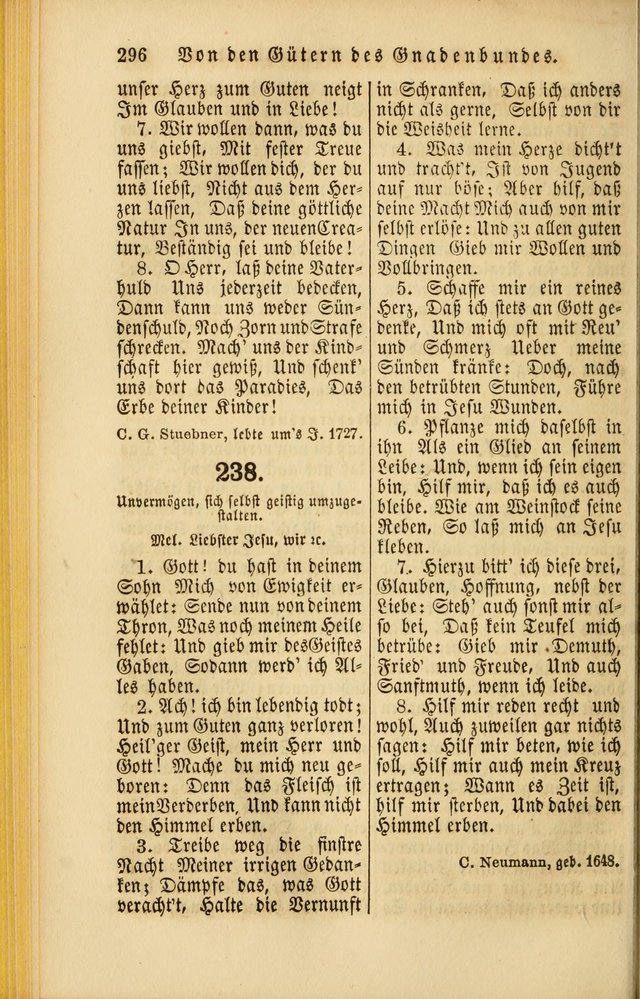 296 Von den Gütern des Gnadenbundes.
unser Herz zum Guten neigt
Im Glauben und in Liebe!
7. Wir wollen dann, was du
uns giebst, Mit fester Treue
fassen; Wir wollen dich, der du
uns liebst, Nicht aus dem Her-
zen lassen, Daß deine göttliche
Natur In uns, der neuen Crea-
tur, Beständig sei und bleibe!
8. O Herr, laß deine Vater-
huld Uns jederzeit bedecken,
Dann kann uns weder Sün-
denschuld, Noch Zorn und Strafe
schrecken. Mach' uns der Kind-
schaft hier gewiß, Und schenk'
uns dort das Paradies, Das
Erbe deiner Kinder!
C. G. Stuebner, lebte um's J. 1727.
238.
Unvermögen, sich selbst geistig umzuge-
stalten.
Mel. Liebster Jesu, wir ꝛc.
1. Gott! du hast in deinem
Sohn Mich von Ewigkeit er-
wählet: Sende nun von deinem
Thron, Was noch meinem Heile
fehlet: Und gieb mir des Geistes
Gaben, Sodann werd' ich Al-
les haben.
2. Ach! ich bin lebendig todt;
Und zum Guten ganz verloren!
Heil'ger Geist, mein Herr und
Gott! Mache du mich neu ge-
boren: Denn das Fleisch ist
mein Verderben, Und kann nicht
den Himmel erben.
3. Treibe weg die finstre
Nacht Meiner irrigen Gedan-
ken; Dämpfe das, was Gott
veracht't, Halte die Vernunft
in Schranken, Daß ich anders
nicht als gerne, Selbst von dir
die Weisheit lerne.
4. Was mein Herze dicht't
und tracht't, Ist von Jugend
auf nur böse; Aber hilf, daß
deine Macht Mich auch von mir
selbst erlöse: Und zu allen guten
Dingen Gieb mir Wollen und
Vollbringen.
5. Schaffe mir ein reines
Herz, Daß ich stets an Gott ge-
denke, Und mich oft mit Reu'
und Schmerz Ueber meine
Sünden kränke: Doch, nach
den betrübten Stunden, Führe
mich in Jesu Wunden.
6. Pflanze mich daselbst in
ihn Als ein Glied an seinem
Leibe: Und, wenn ich sein eigen
bin, Hilf mir, daß ich es auch
bleibe. Wie am Weinstock seine
Reben, So laß mich an Jesu
kleben.
7. Hierzu bitt' ich diese drei,
Glauben, Hoffnung, nebst der
Liebe: Steh' auch sonst mir al-
so bei, Daß kein Teufel mich
betrübe: Gieb mir Demuth,
Fried' und Freude, Und auch
Sanftmuth, wenn ich leide.
8. Hilf mir reden recht und
wohl, Auch zuweilen gar nichts
sagen: Hilf mir beten, wie ich
soll, Hilf mir auch mein Kreuz
ertragen; Wann es Zeit ist,
hilf mir sterben, Und dabei den
Himmel erben.
C. Neumann, geb. 1648.